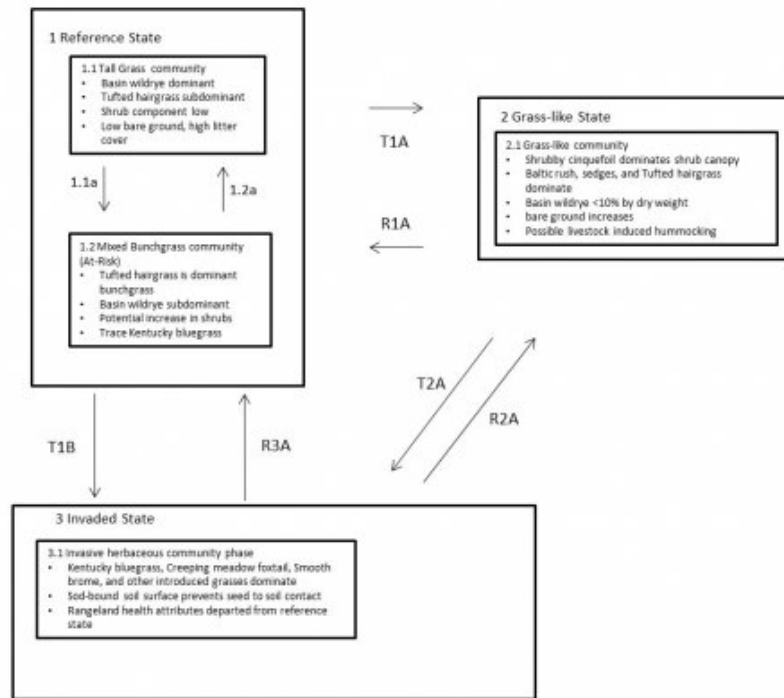 1 Reference State
1.1 Tall Grass community
• Basin wildrye dominant
• Tufted hairgrass subdominant
• Shrub component low
• Low bare ground, high litter
cover
1.1a
1.2a
1.2 Mixed Bunchgrass community
(At-Risk)
• Tufted hairgrass is dominant
bunchgrass
• Basin wildrye subdominant
• Potential increase in shrubs
• Trace Kentucky bluegrass
T1A
R1A
2 Grass-like State
2.1 Grass-like community
• Shrubby cinquefoil dominates shrub canopy
• Baltic rush, sedges, and Tufted hairgrass
dominate
• Basin wildrye <10% by dry weight
• bare ground increases
• Possible livestock induced hummocking
T2A
R2A
T1B
R3A
3 Invaded State
3.1 Invasive herbaceous community phase
• Kentucky bluegrass, Creeping meadow foxtail, Smooth
brome, and other introduced grasses dominate
• Sod-bound soil surface prevents seed to soil contact
• Rangeland health attributes departed from reference
state